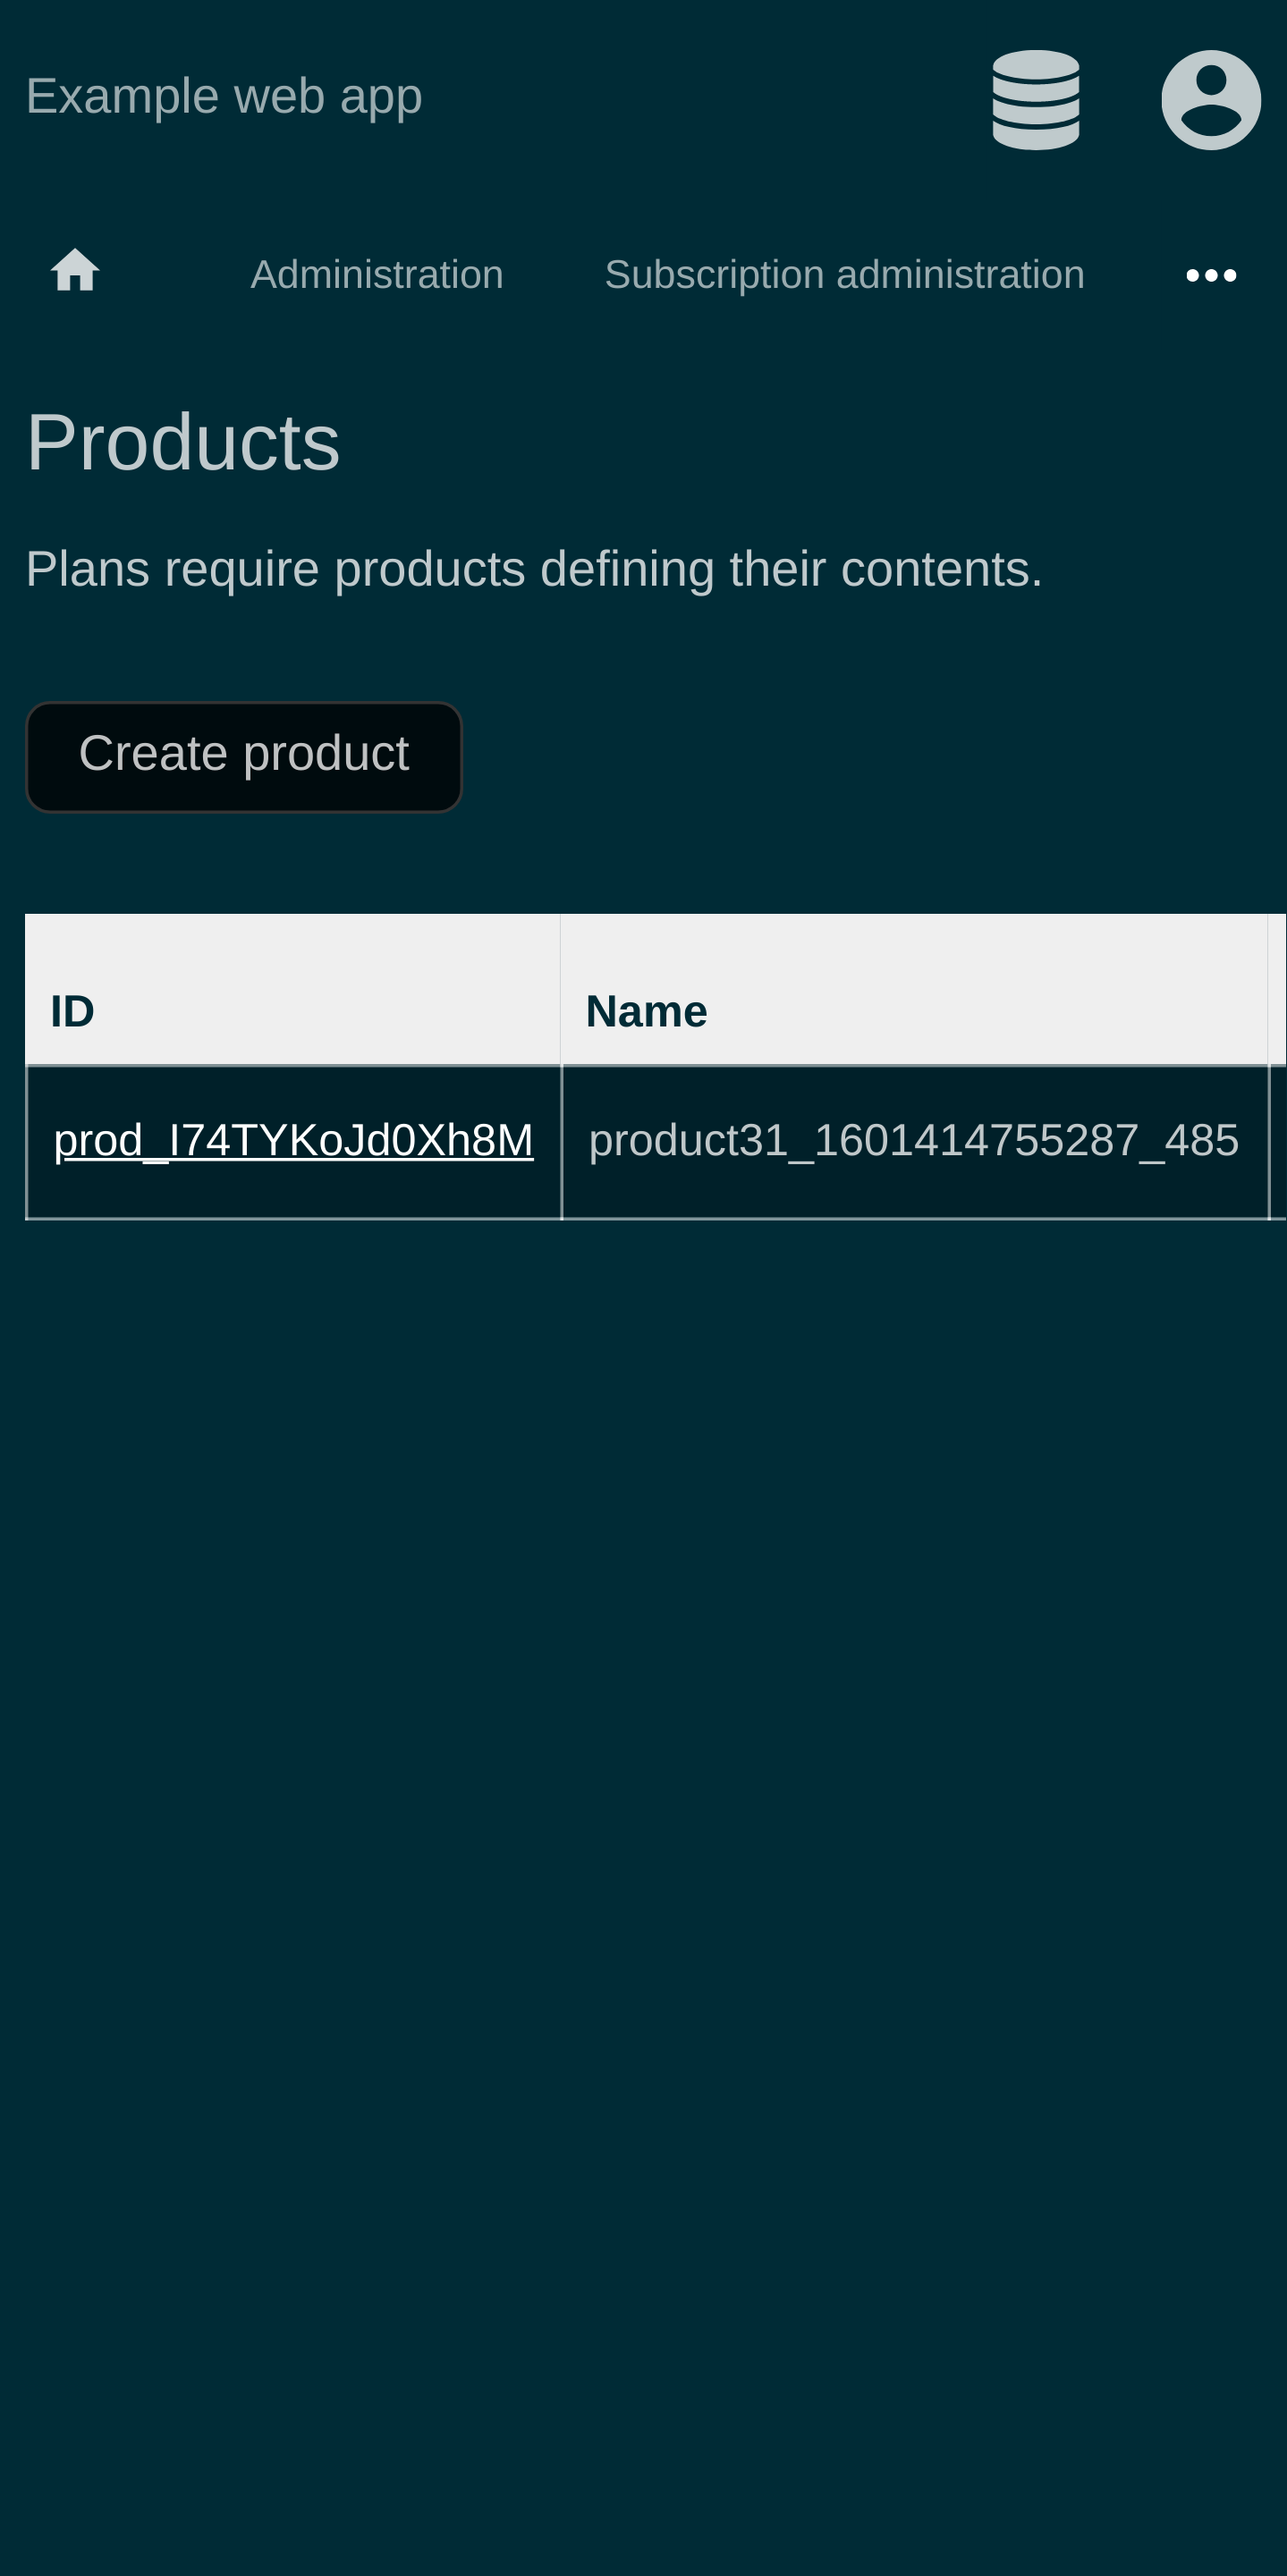 Example web app
Administration Subscription administration
Products
Plans require products defining their contents.
Create product
ID Name
prod_I74TYKoJd0Xh8M product31_1601414755287_485